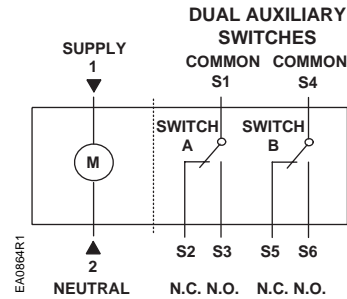 DUAL AUXILIARY
SWITCHES
SUPPLY
1
COMMON COMMON
S1 S4
SWITCH SWITCH
A B
M
2
S2 S3 S5 S6
NEUTRAL N.C. N.O. N.C. N.O.
EA0864R1